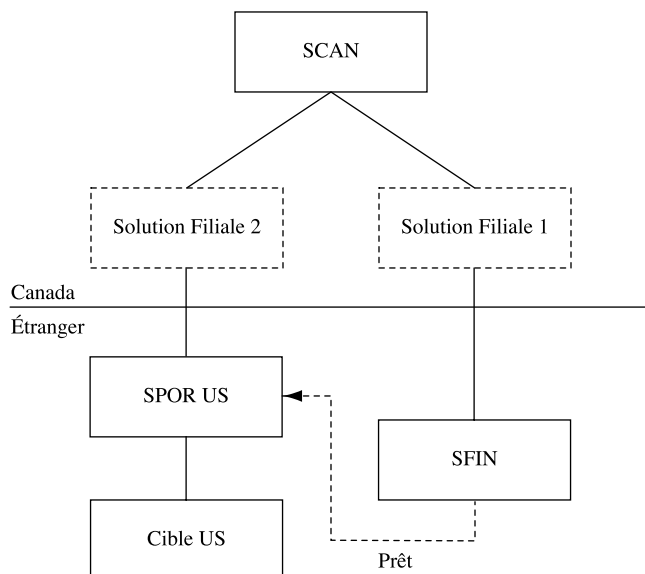 SCAN
Solution Filiale 2
Solution Filiale 1
Canada
Étranger
SPOR US
SFIN
Cible US
Prêt